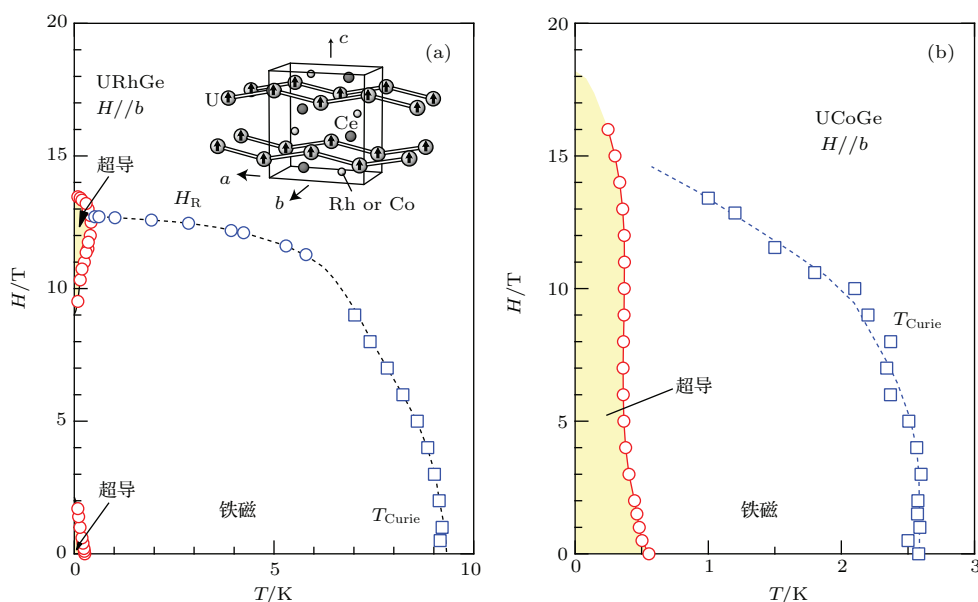 (a)
URhGe
H//b
超导
H_R
U
Ce
a
b
c
Rh or Co
超导
铁磁
T_Curie
20
15
10
5
0
H/T
0
5
10
T/K
(b)
UCoGe
H//b
T_Curie
超导
铁磁
20
15
10
5
0
H/T
1
2
3
T/K